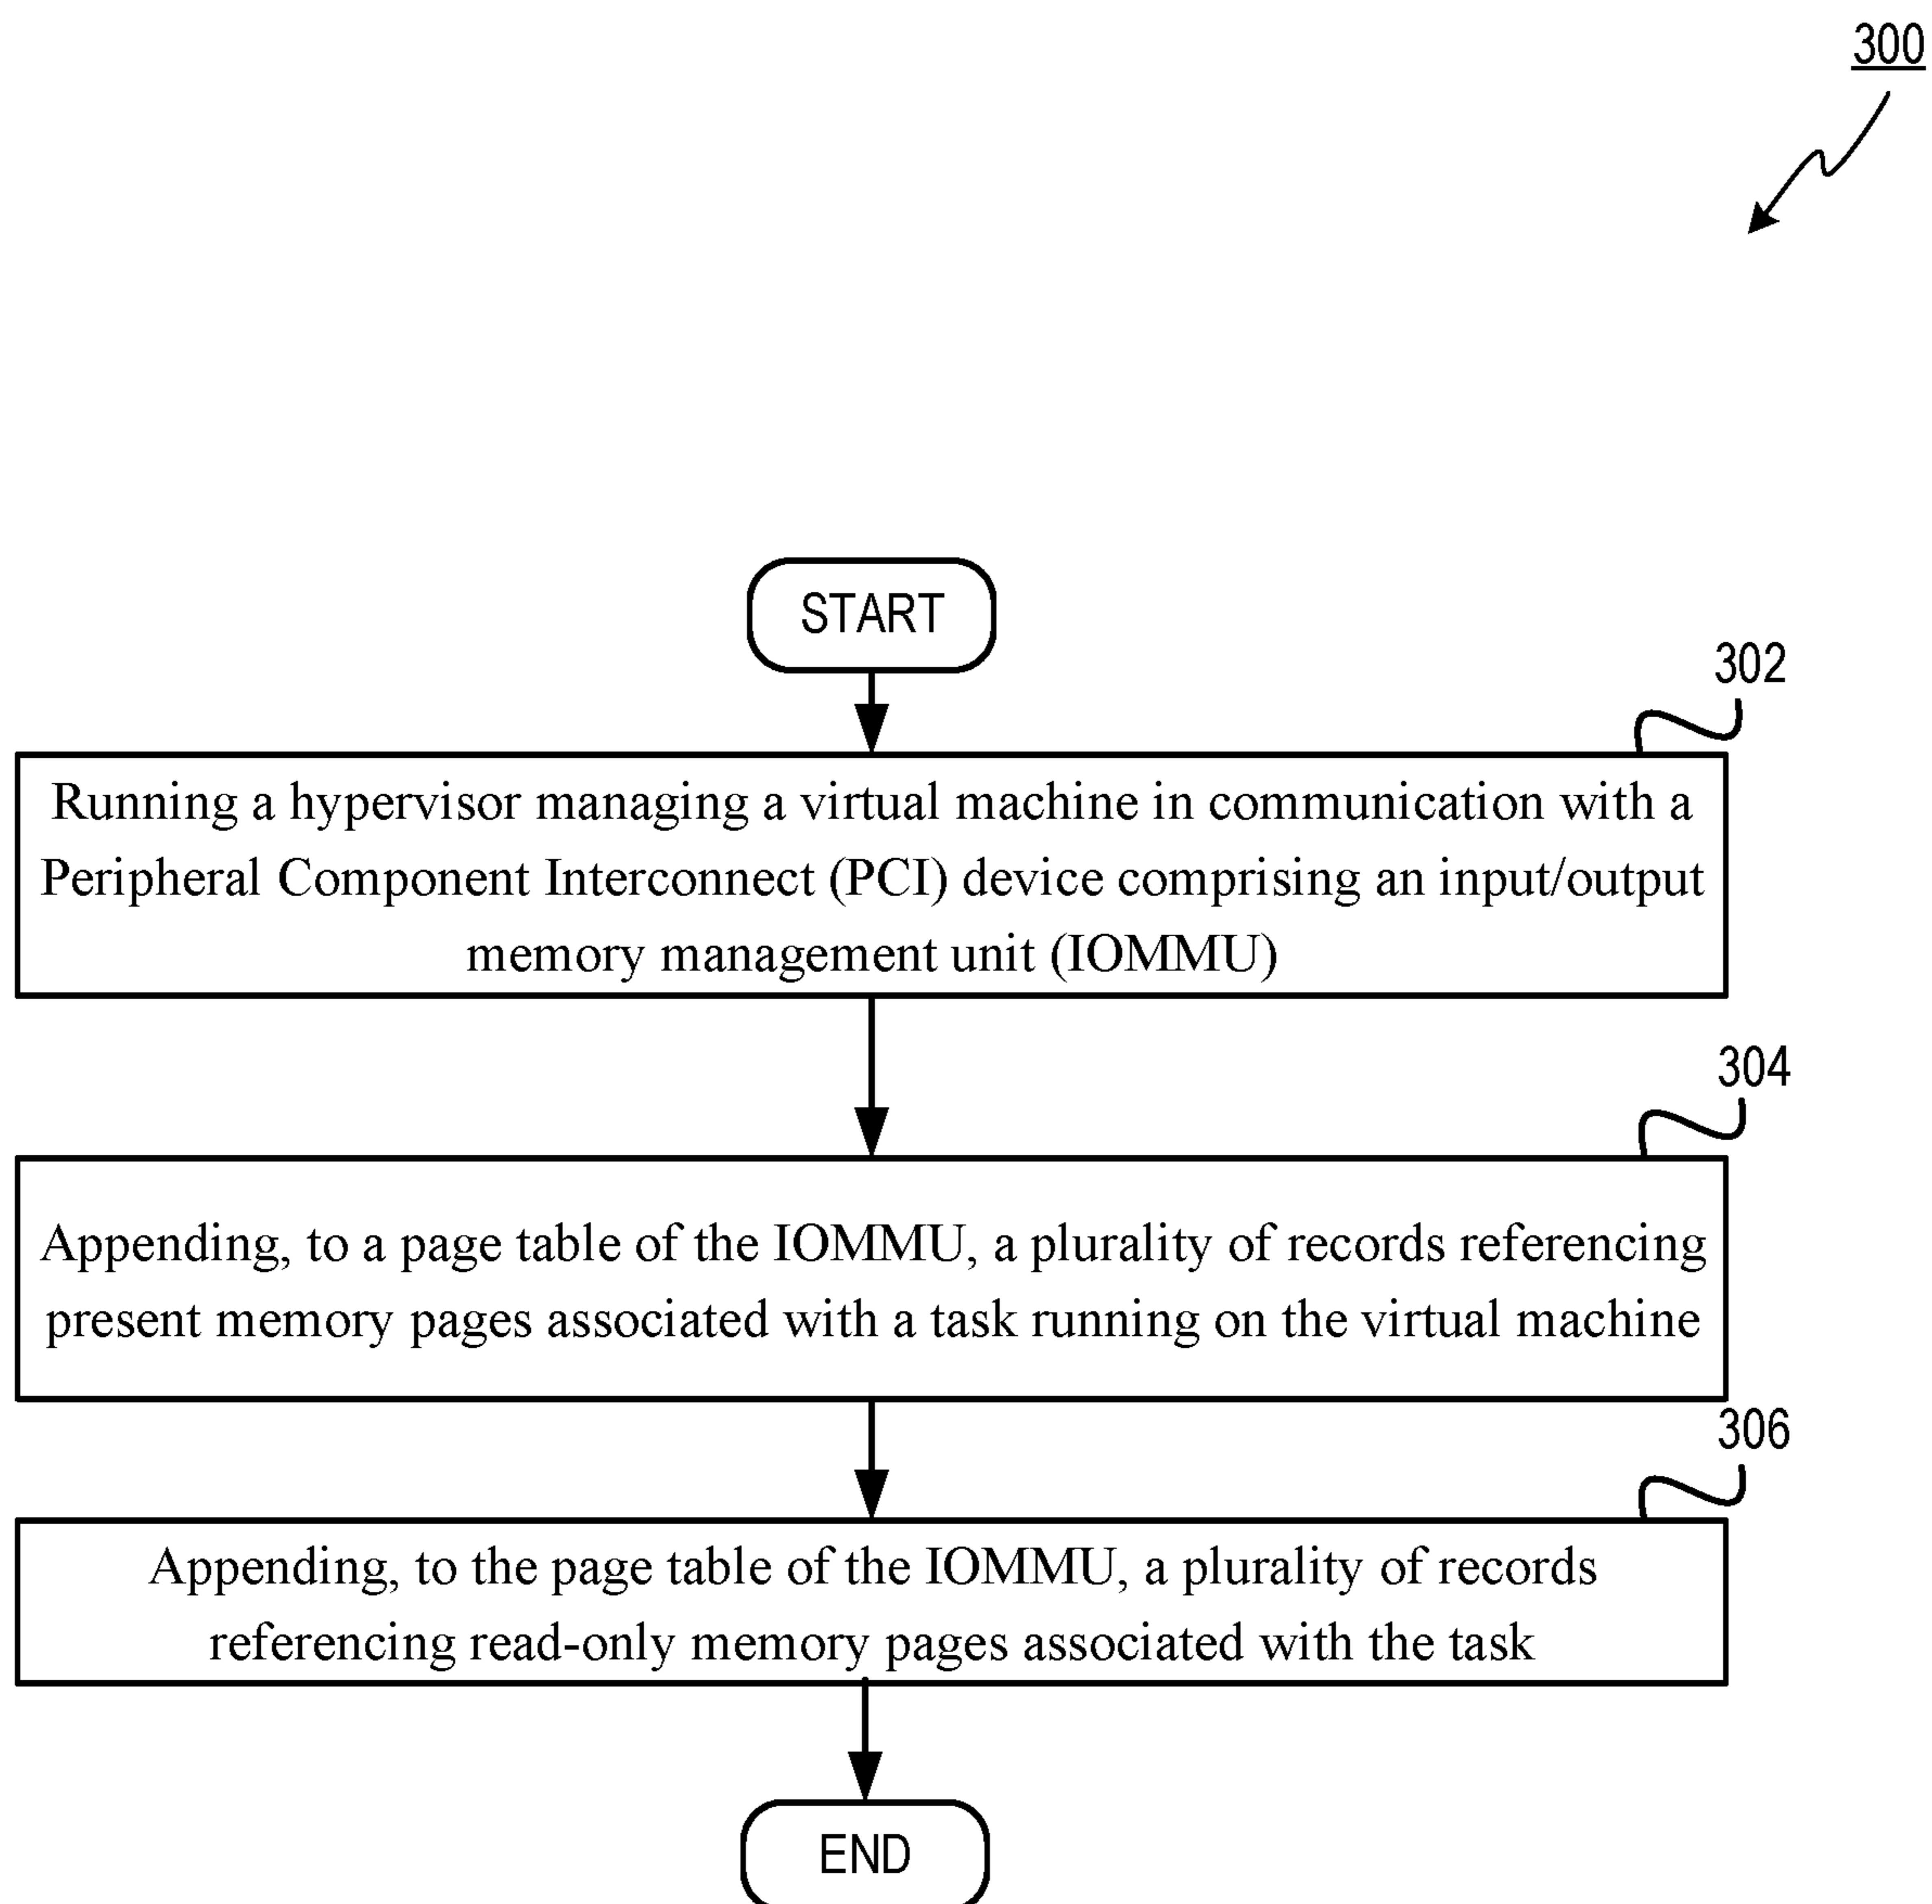 300
START
302
Running a hypervisor managing a virtual machine in communication with a
Peripheral Component Interconnect (PCI) device comprising an input/output
memory management unit (IOMMU)
304
Appending, to a page table of the IOMMU, a plurality of records referencing
present memory pages associated with a task running on the virtual machine
306
Appending, to the page table of the IOMMU, a plurality of records
referencing read-only memory pages associated with the task
END